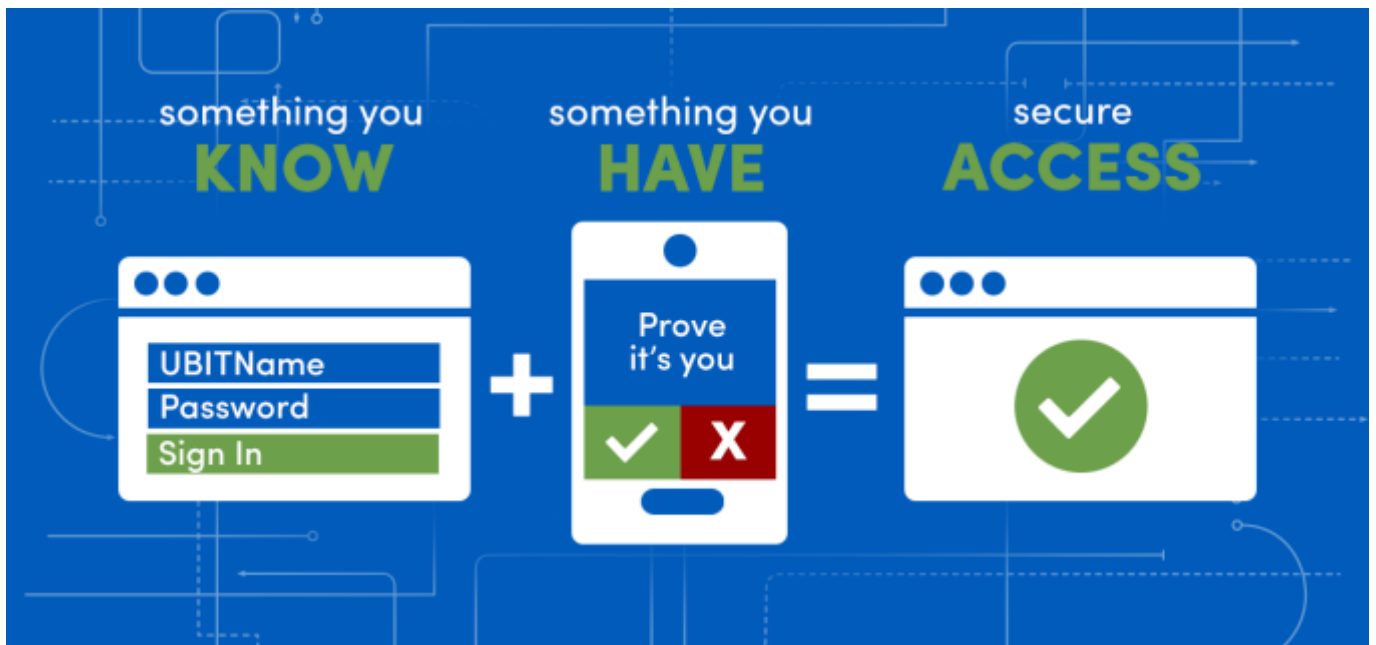 something you
KNOW
something you
HAVE
secure
ACCESS
UBITName
Password
Sign In
Prove
it's you
X